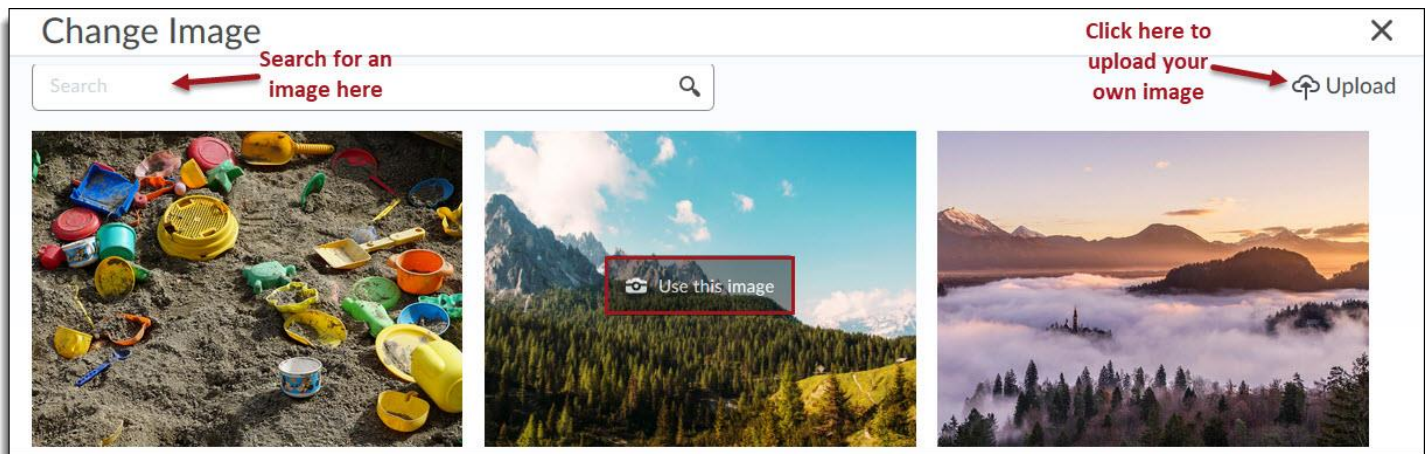 Change Image
Search for an
image here
Click here to
upload your
own image
Search
Upload
Use this image